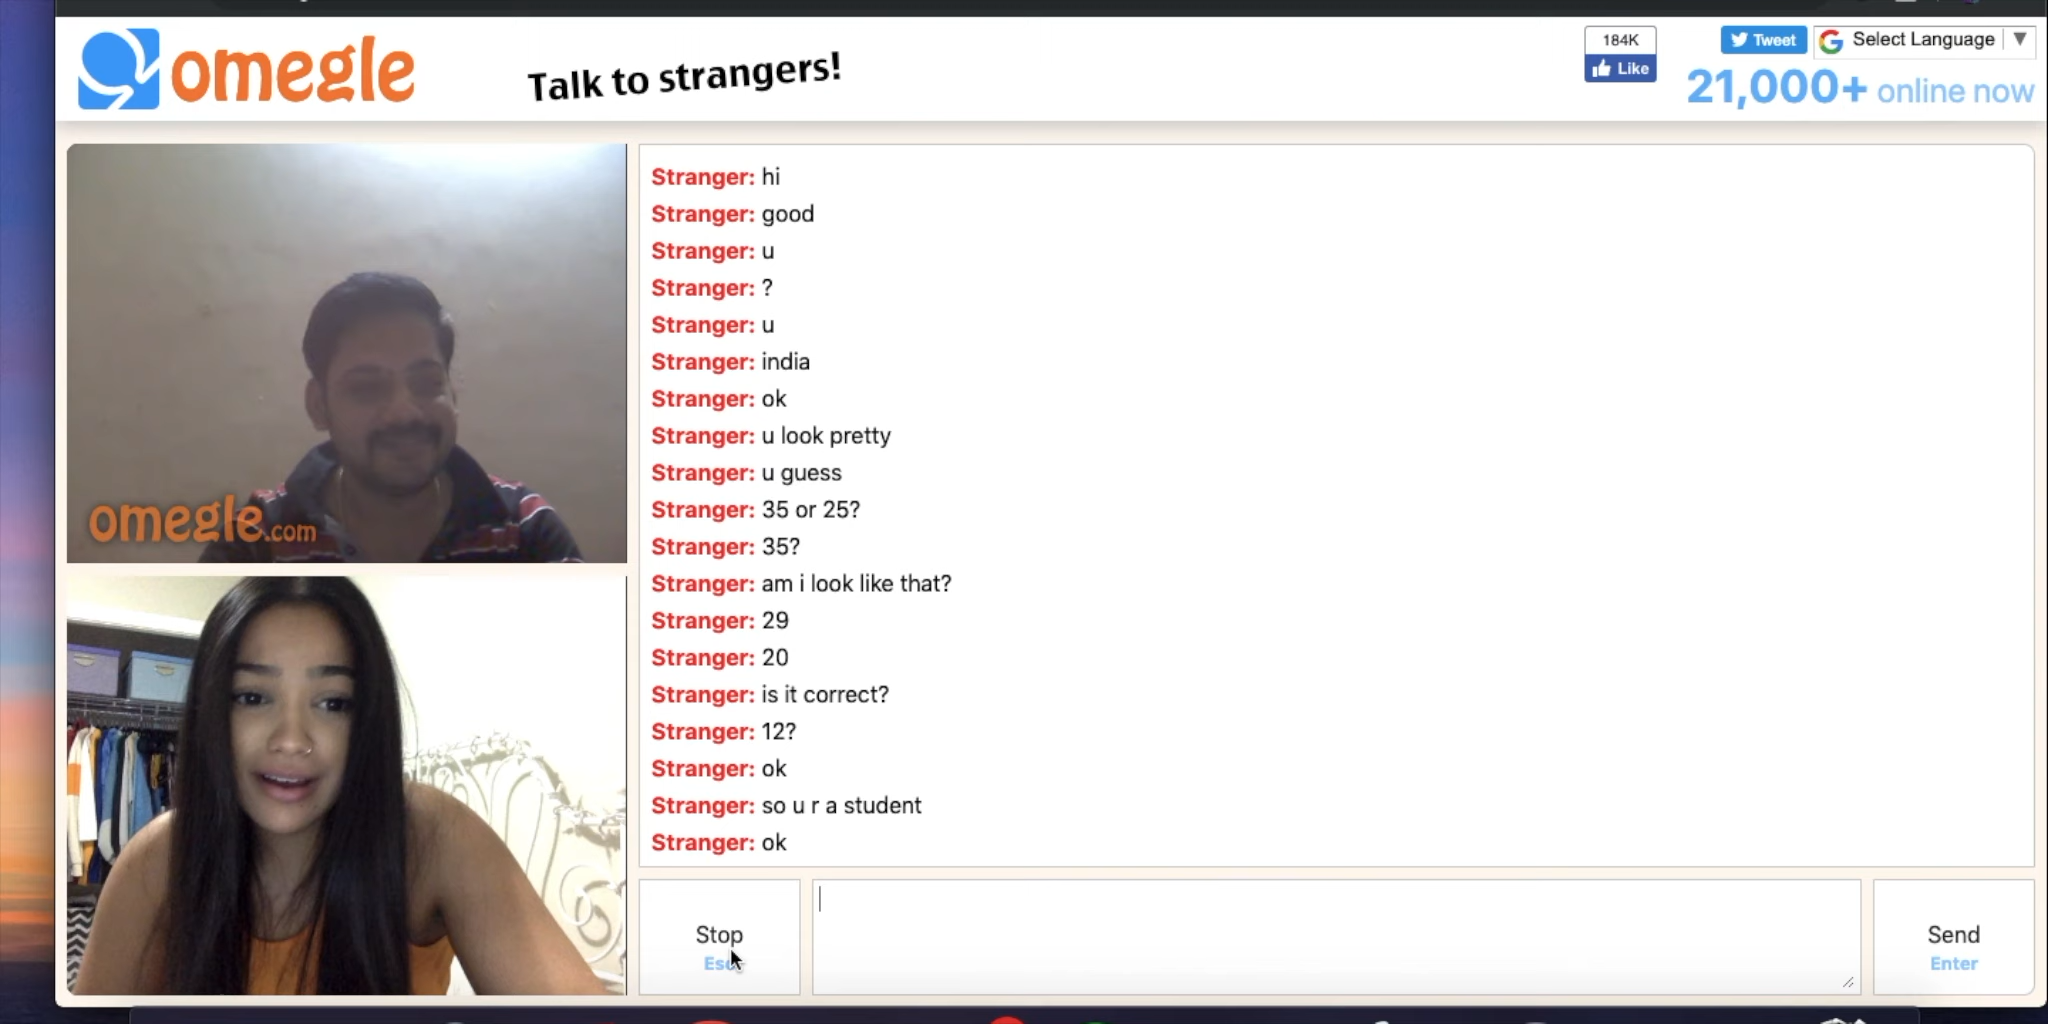 omegle
Talk to strangers!
184K
Like
Tweet
Select Language ▼
21,000+ online now
omegle.com
Stranger: hi
Stranger: good
Stranger: u
Stranger: ?
Stranger: u
Stranger: india
Stranger: ok
Stranger: u look pretty
Stranger: u guess
Stranger: 35 or 25?
Stranger: 35?
Stranger: am i look like that?
Stranger: 29
Stranger: 20
Stranger: is it correct?
Stranger: 12?
Stranger: ok
Stranger: so u r a student
Stranger: ok
Stop
Esc
Send
Enter